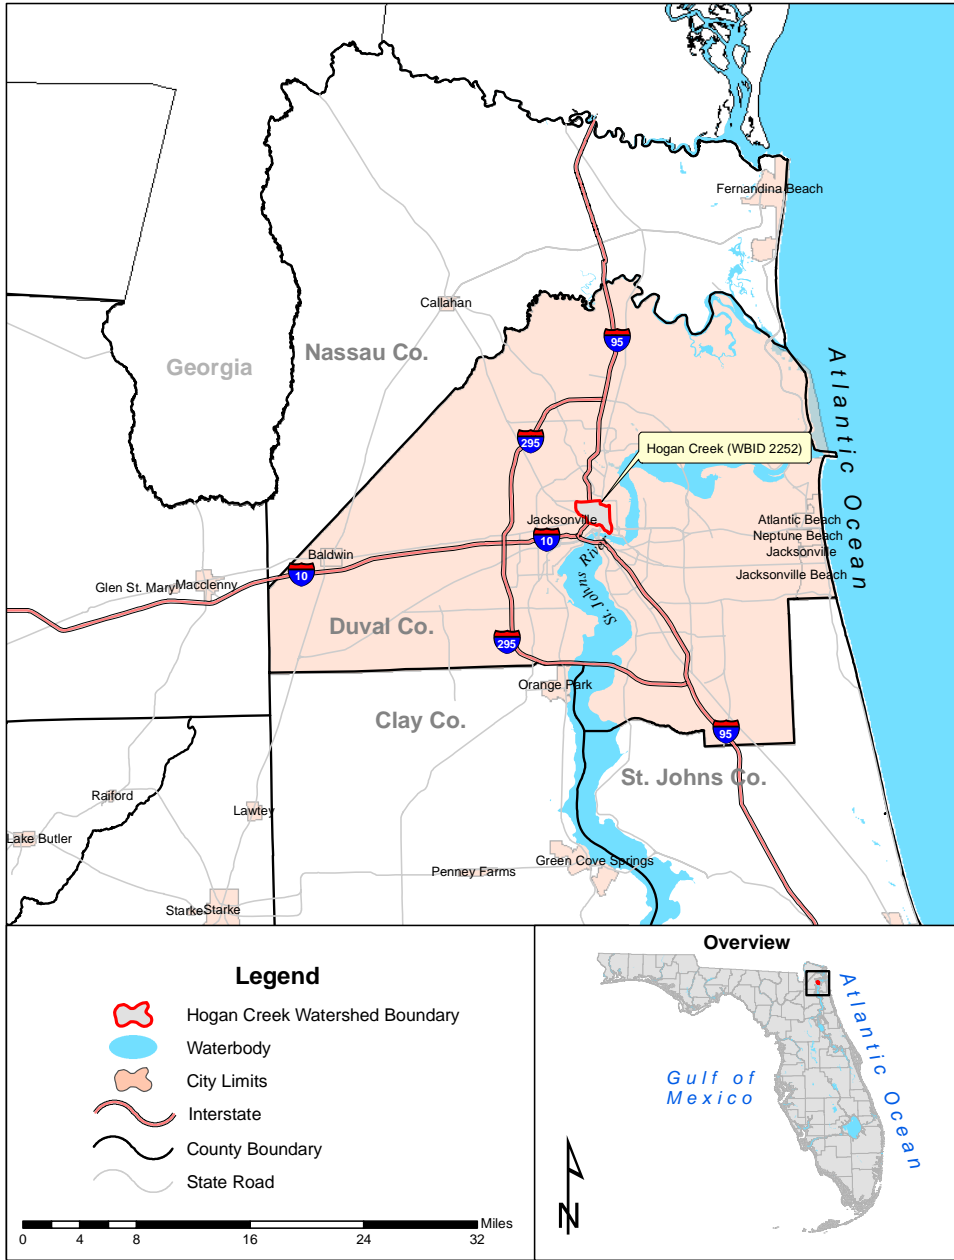 Fernandina Beach
Callahan
Nassau Co.
Georgia
95
Atlantic Ocean
295
Hogan Creek (WBID 2252)
Jacksonville
Atlantic Beach
Neptune Beach
Jacksonville
10
Baldwin
10
Jacksonville Beach
Glen St. Mary
Macclenny
St. Johns River
Duval Co.
295
Orange Park
Clay Co.
95
St. Johns Co.
Raiford
Lawtey
Lake Butler
Green Cove Springs
Penney Farms
Starke
Starke
Legend
Hogan Creek Watershed Boundary
Waterbody
City Limits
Interstate
County Boundary
State Road
Miles
0 4 8 16 24 32
Overview
Atlantic Ocean
Gulf of
Mexico
N